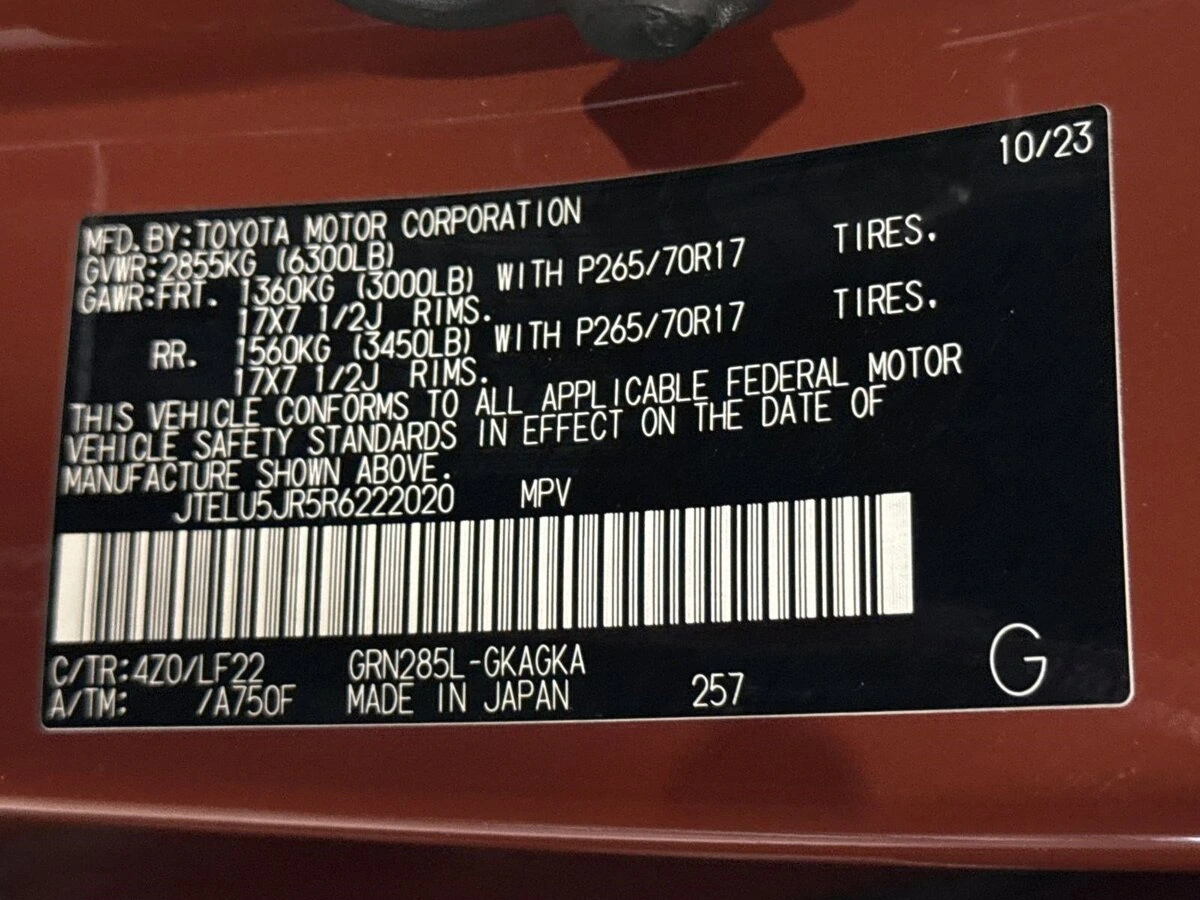 10/23
MFD.BY:TOYOTA MOTOR CORPORATION
GVWR:2855KG (6300LB)
GAWR:FRT. 1360KG (3000LB) WITH P265/70R17 TIRES.
17X7 1/2J RIMS.
RR. 1560KG (3450LB) WITH P265/70R17 TIRES.
17X7 1/2J RIMS.
THIS VEHICLE CONFORMS TO ALL APPLICABLE FEDERAL MOTOR
VEHICLE SAFETY STANDARDS IN EFFECT ON THE DATE OF
MANUFACTURE SHOWN ABOVE.
JTELU5JR5R6222020 MPV
C/TR:4Z0/LF22 GRN285L-GKAGKA
A/TM: /A750F MADE IN JAPAN 257
G